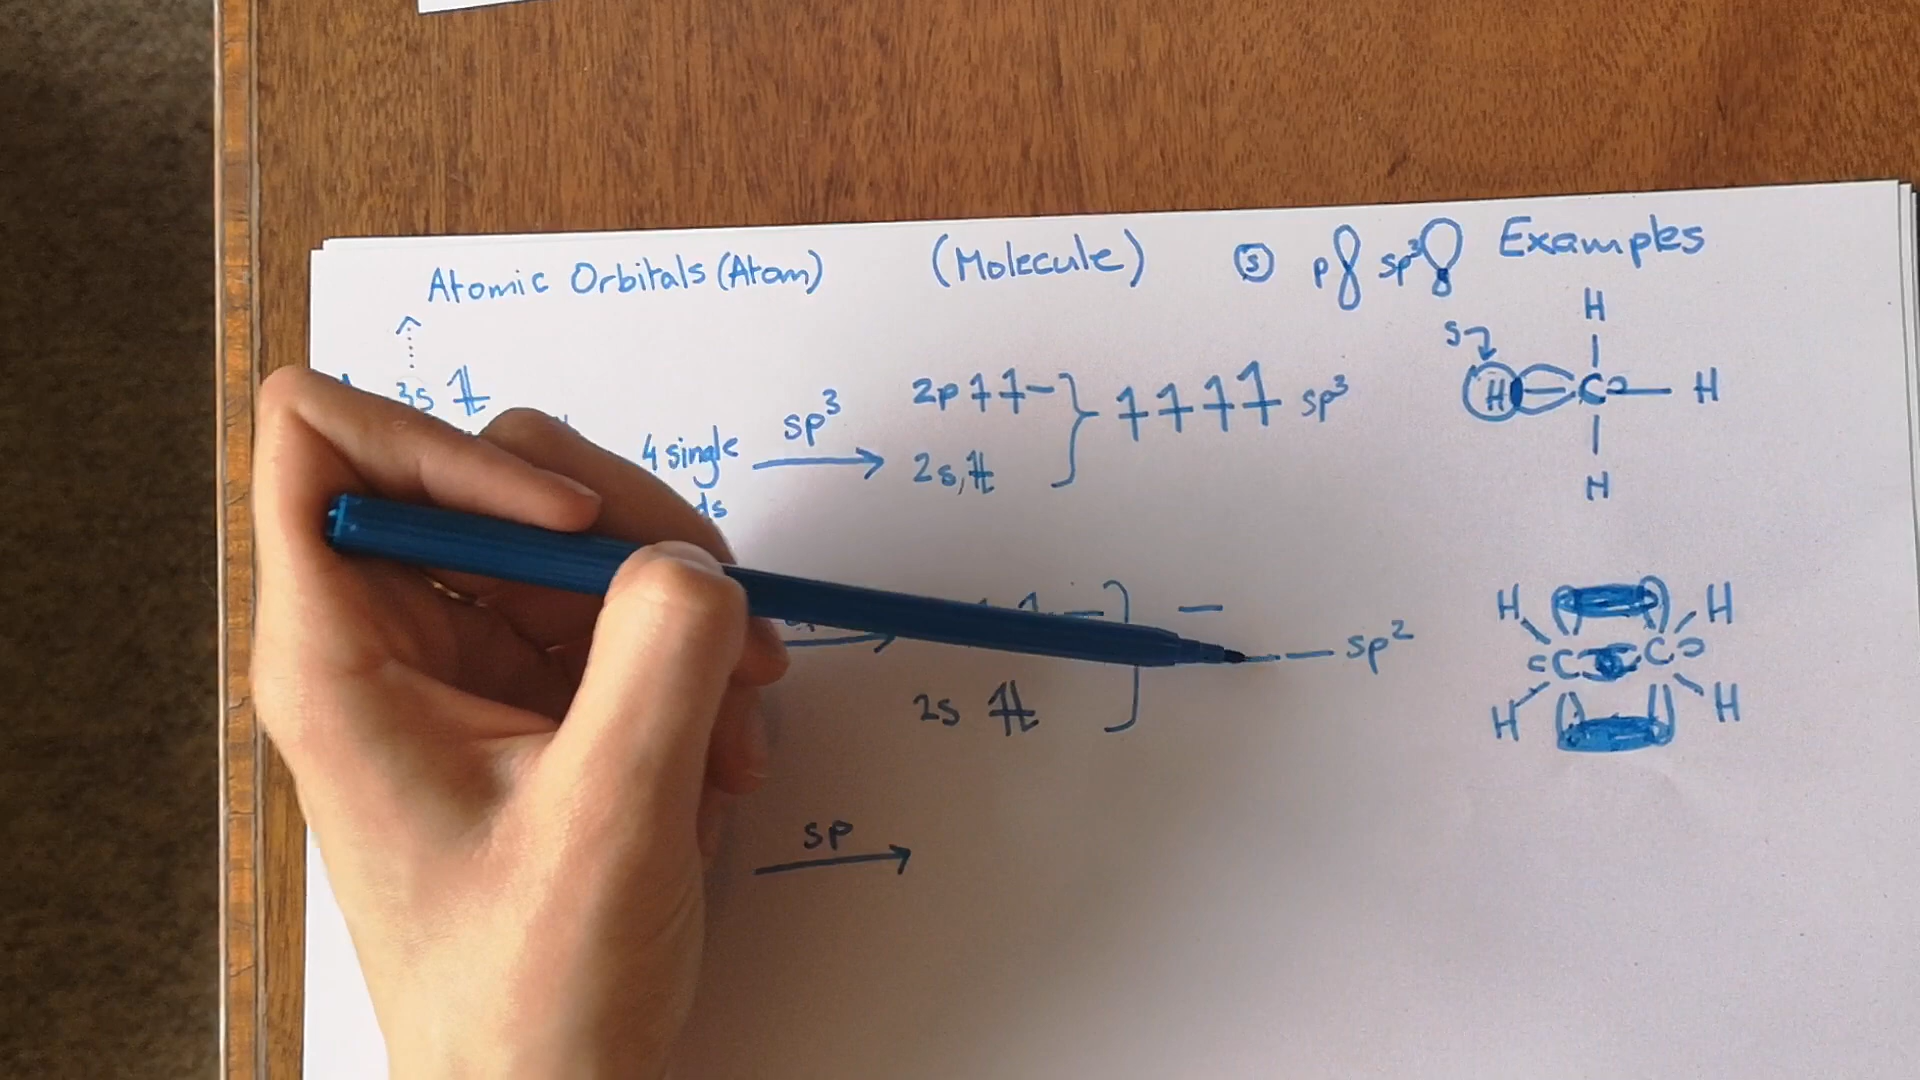 Atomic Orbitals (Atom) (Molecule) s p sp³ Examples
3s
4 single
ds
sp³
2p
2s
sp³
s
H
H C H
H
2s
sp²
H H
C C
H H
sp